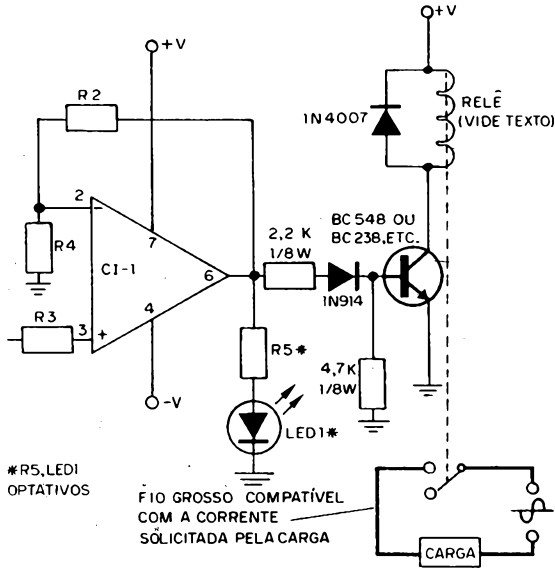 +V
+V
R2
1N4007
RELÊ
(VIDE TEXTO)
2
-
7
R4
CI-1
6
2,2 K
1/8W
BC548 OU
BC238,ETC.
1N914
R3
3
+
4
R5*
4,7K
1/8W
-V
LED1*
*R5,LED1
OPTATIVOS
FIO GROSSO COMPATÍVEL
COM A CORRENTE
SOLICITADA PELA CARGA
CARGA